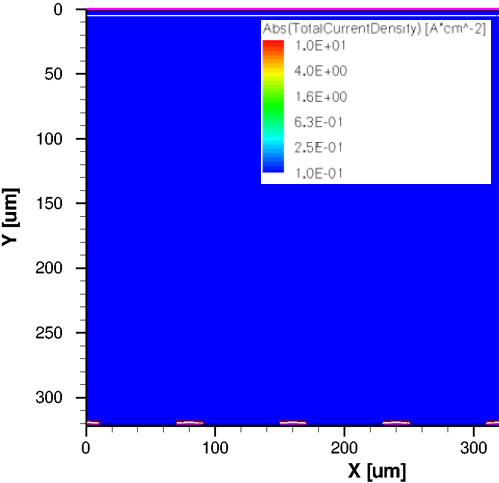 0
Abs(TotalCurrentDensity) [A*cm^-2]
1.0E+01
4.0E+00
1.6E+00
6.3E-01
2.5E-01
1.0E-01
50
100
150
200
250
300
Y [um]
0
100
200
300
X [um]